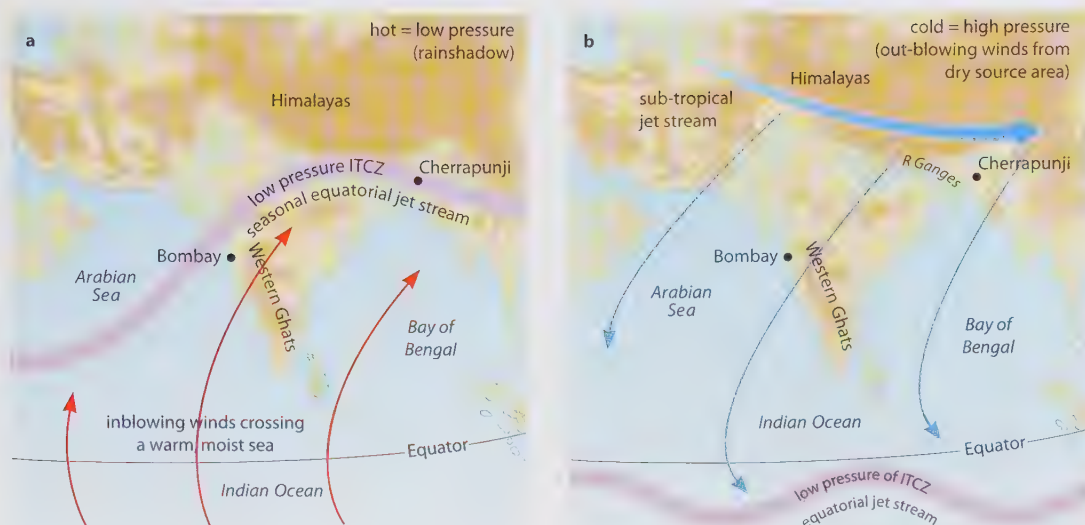 a
hot = low pressure
(rainshadow)
Himalayas
Cherrapunji
low pressure ITCZ
seasonal equatorial jet stream
Bombay
Western Ghats
Arabian
Sea
Bay of
Bengal
inblowing winds crossing
a warm, moist sea
Equator
Indian Ocean
b
cold = high pressure
(out-blowing winds from
dry source area)
Himalayas
sub-tropical
jet stream
R Ganges
Cherrapunji
Bombay
Western Ghats
Arabian
Sea
Bay of
Bengal
Indian Ocean
Equator
low pressure of ITCZ
equatorial jet stream